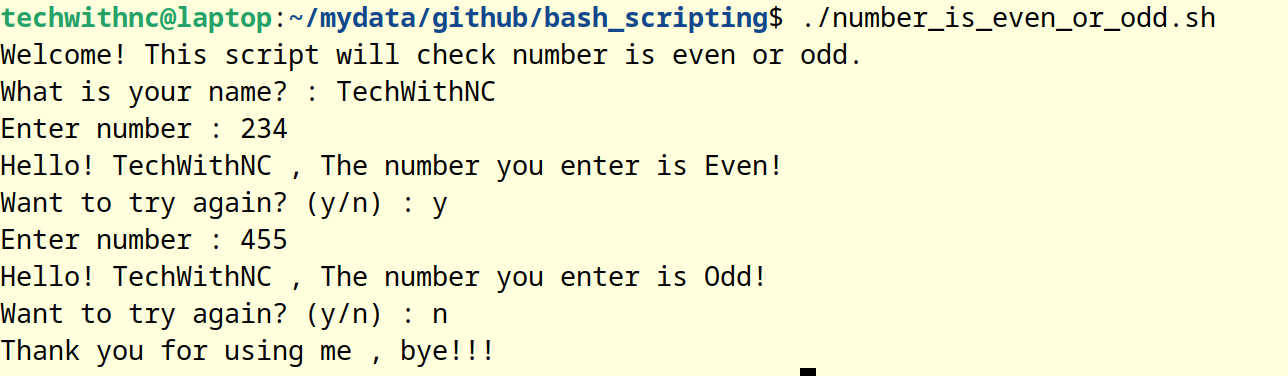 techwithnc@laptop:~/mydata/github/bash_scripting$ ./number_is_even_or_odd.sh
Welcome! This script will check number is even or odd.
What is your name? : TechWithNC
Enter number : 234
Hello! TechWithNC , The number you enter is Even!
Want to try again? (y/n) : y
Enter number : 455
Hello! TechWithNC , The number you enter is Odd!
Want to try again? (y/n) : n
Thank you for using me , bye!!!